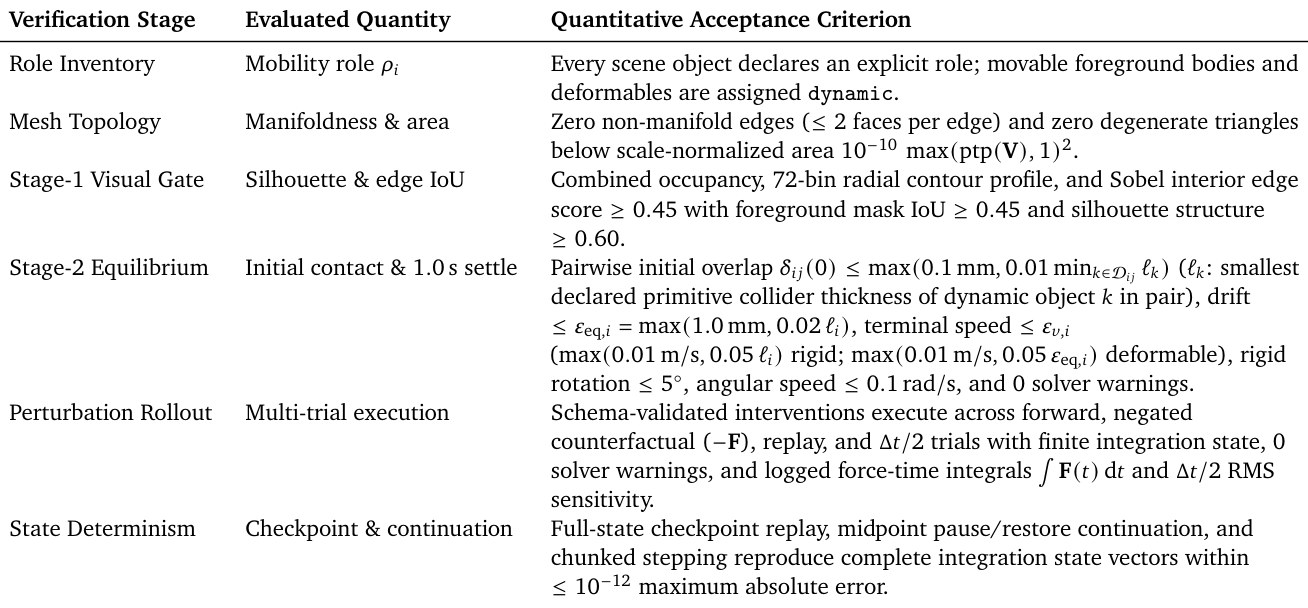 Verification Stage Evaluated Quantity Quantitative Acceptance Criterion
Role Inventory Mobility role ρᵢ Every scene object declares an explicit role; movable foreground bodies and
deformables are assigned dynamic.
Mesh Topology Manifoldness & area Zero non-manifold edges (≤ 2 faces per edge) and zero degenerate triangles
below scale-normalized area 10⁻¹⁰ max(ptp(V), 1)².
Stage-1 Visual Gate Silhouette & edge IoU Combined occupancy, 72-bin radial contour profile, and Sobel interior edge
score ≥ 0.45 with foreground mask IoU ≥ 0.45 and silhouette structure
≥ 0.60.
Stage-2 Equilibrium Initial contact & 1.0 s settle Pairwise initial overlap δ_{ij}(0) ≤ max(0.1 mm, 0.01 min_{k∈𝒟_{ij}} ℓ_k) (ℓ_k: smallest
declared primitive collider thickness of dynamic object k in pair), drift
≤ ε_{eq,i} = max(1.0 mm, 0.02 ℓ_i), terminal speed ≤ ε_{v,i}
(max(0.01 m/s, 0.05 ℓ_i) rigid; max(0.01 m/s, 0.05 ε_{eq,i}) deformable), rigid
rotation ≤ 5°, angular speed ≤ 0.1 rad/s, and 0 solver warnings.
Perturbation Rollout Multi-trial execution Schema-validated interventions execute across forward, negated
counterfactual (−F), replay, and Δt/2 trials with finite integration state, 0
solver warnings, and logged force-time integrals ∫ F(t) dt and Δt/2 RMS
sensitivity.
State Determinism Checkpoint & continuation Full-state checkpoint replay, midpoint pause/restore continuation, and
chunked stepping reproduce complete integration state vectors within
≤ 10⁻¹² maximum absolute error.